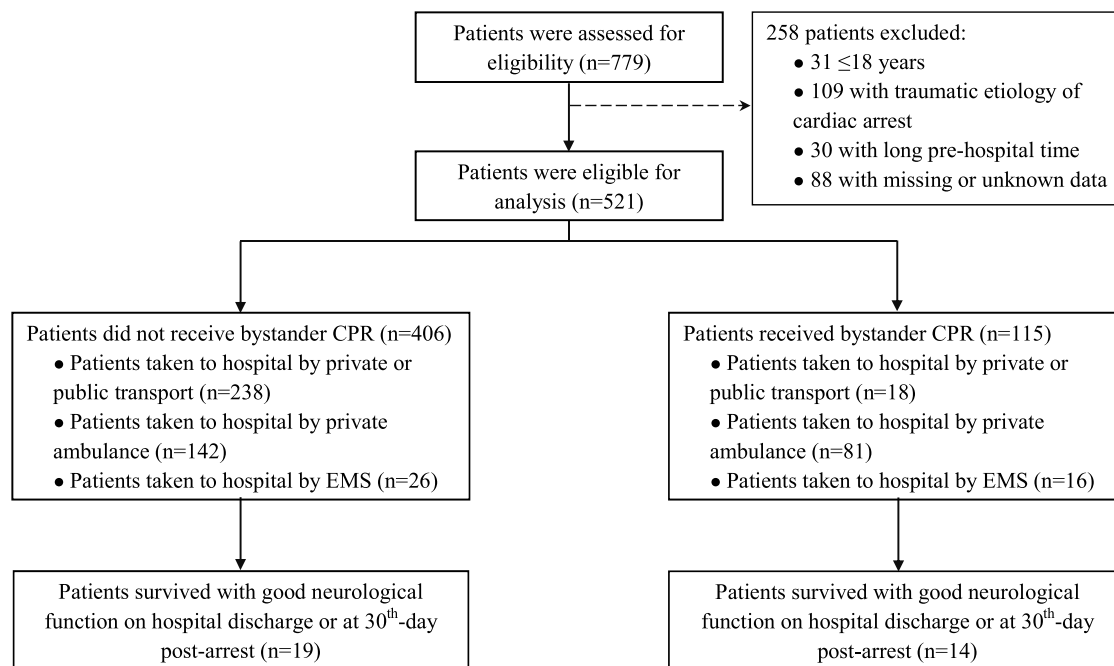 Patients were assessed for
eligibility (n=779)
258 patients excluded:
● 31 ≤18 years
● 109 with traumatic etiology of
cardiac arrest
● 30 with long pre-hospital time
● 88 with missing or unknown data
Patients were eligible for
analysis (n=521)
Patients did not receive bystander CPR (n=406)
● Patients taken to hospital by private or
public transport (n=238)
● Patients taken to hospital by private
ambulance (n=142)
● Patients taken to hospital by EMS (n=26)
Patients received bystander CPR (n=115)
● Patients taken to hospital by private or
public transport (n=18)
● Patients taken to hospital by private
ambulance (n=81)
● Patients taken to hospital by EMS (n=16)
Patients survived with good neurological
function on hospital discharge or at 30th-day
post-arrest (n=19)
Patients survived with good neurological
function on hospital discharge or at 30th-day
post-arrest (n=14)